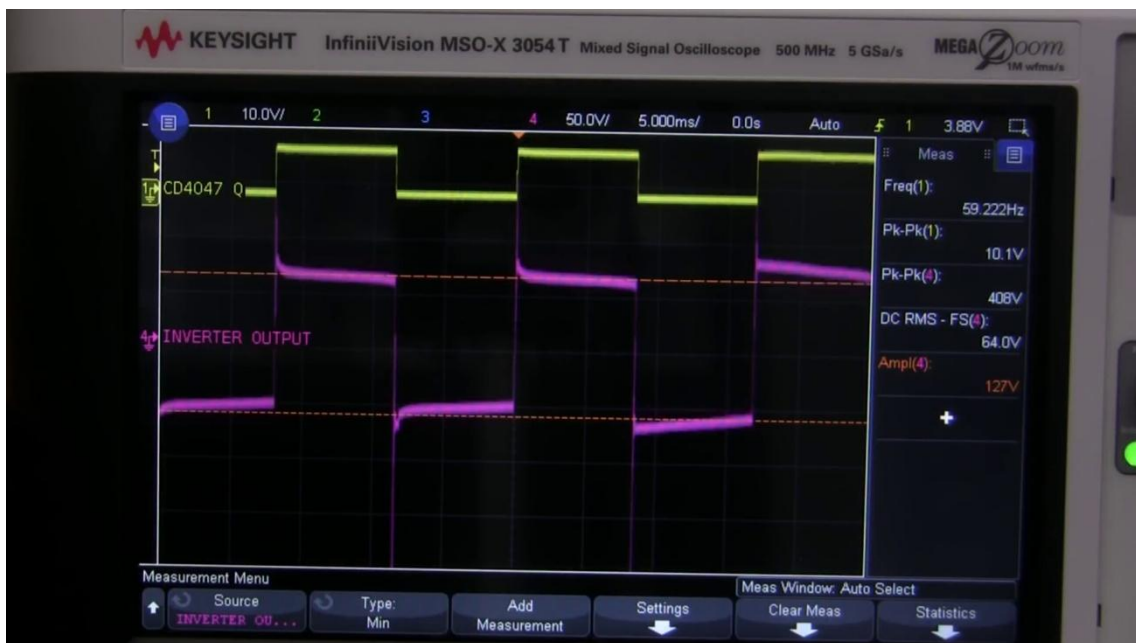 KEYSIGHT InfiniiVision MSO-X 3054T Mixed Signal Oscilloscope 500 MHz 5 GSa/s MEGA Zoom
1M wfms/s
1 10.0V/ 2 3 4 50.0V/ 5.000ms/ 0.0s Auto 1 3.88V
T
Meas
1 CD4047 Q
Freq(1):
59.222Hz
Pk-Pk(1):
10.1V
Pk-Pk(4):
408V
4 INVERTER OUTPUT
DC RMS - FS(4):
64.0V
Ampl(4):
127V
Measurement Menu
Meas Window: Auto Select
Source
INVERTER OU...
Type:
Min
Add
Measurement
Settings
Clear Meas
Statistics